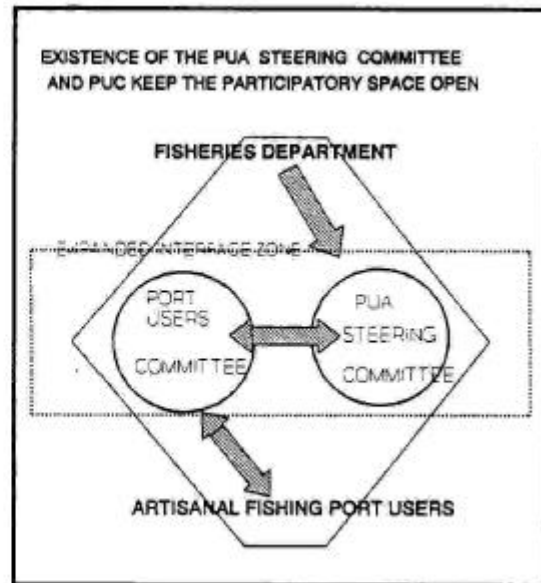 EXISTENCE OF THE PUA STEERING COMMITTEE
AND PUC KEEP THE PARTICIPATORY SPACE OPEN
FISHERIES DEPARTMENT
EXPANDED INTERFACE ZONE
PORT
USERS
COMMITTEE
PUA
STEERING
COMMITTEE
ARTISANAL FISHING PORT USERS